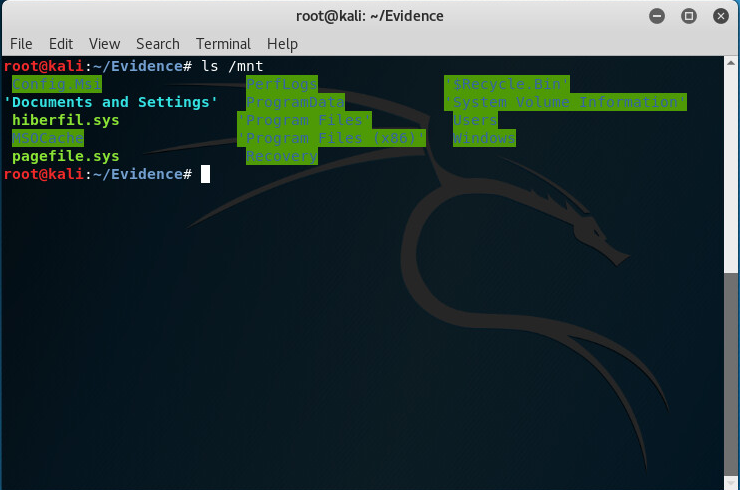 root@kali: ~/Evidence
File Edit View Search Terminal Help
root@kali:~/Evidence# ls /mnt
Config.Msi PerfLogs '$Recycle.Bin'
'Documents and Settings' ProgramData 'System Volume Information'
hiberfil.sys 'Program Files' Users
MSOCache 'Program Files (x86)' Windows
pagefile.sys Recovery
root@kali:~/Evidence#